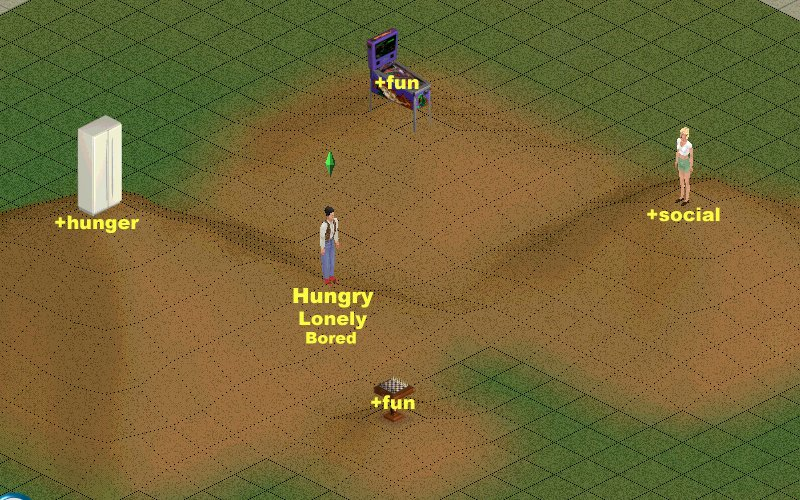 +fun
+hunger
+social
Hungry
Lonely
Bored
+fun